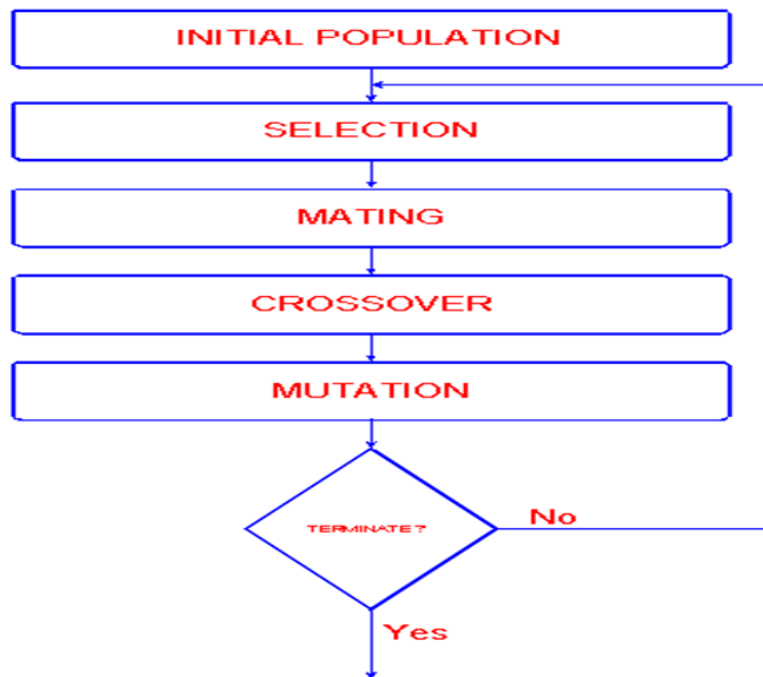 INITIAL POPULATION
SELECTION
MATING
CROSSOVER
MUTATION
TERMINATE?
No
Yes